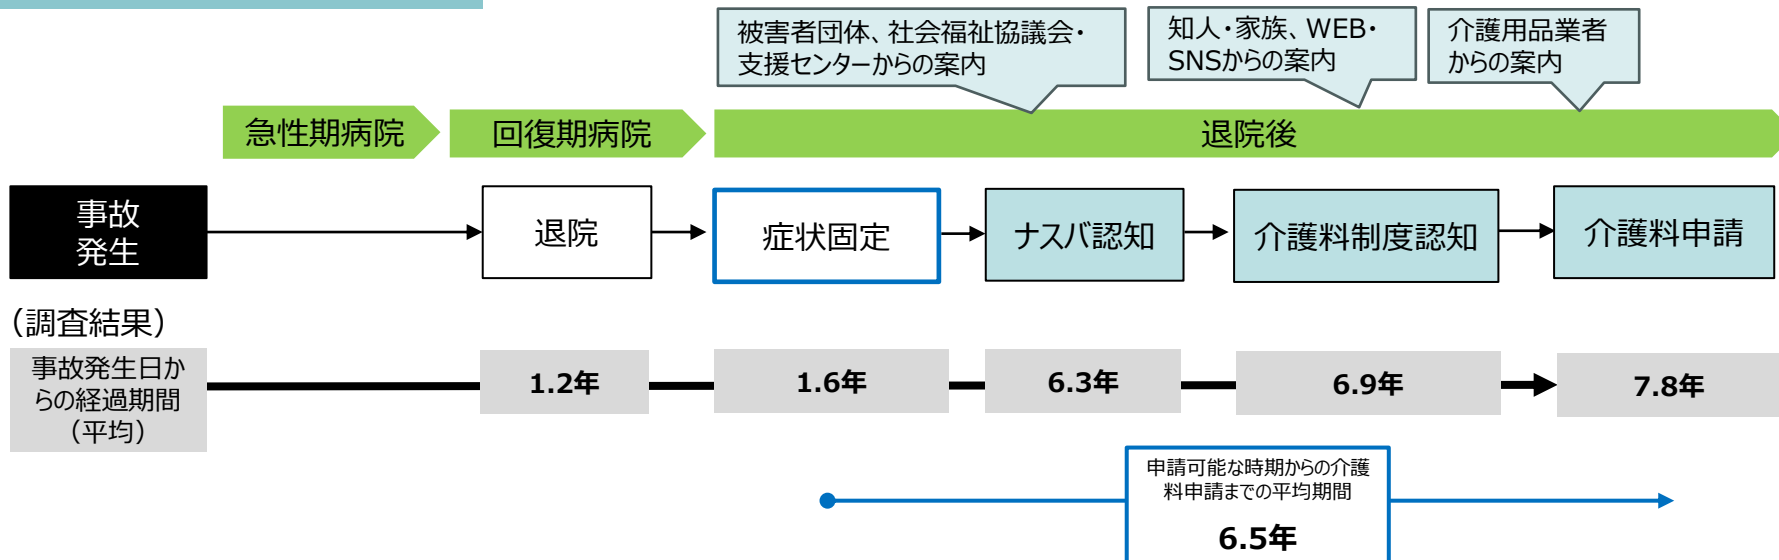 被害者団体、社会福祉協議会・
支援センターからの案内
知人・家族、WEB・
SNSからの案内
介護用品業者
からの案内
急性期病院
回復期病院
退院後
事故
発生
退院
症状固定
ナスバ認知
介護料制度認知
介護料申請
（調査結果）
事故発生日か
らの経過期間
（平均）
1.2年
1.6年
6.3年
6.9年
7.8年
申請可能な時期からの介護
料申請までの平均期間
6.5年